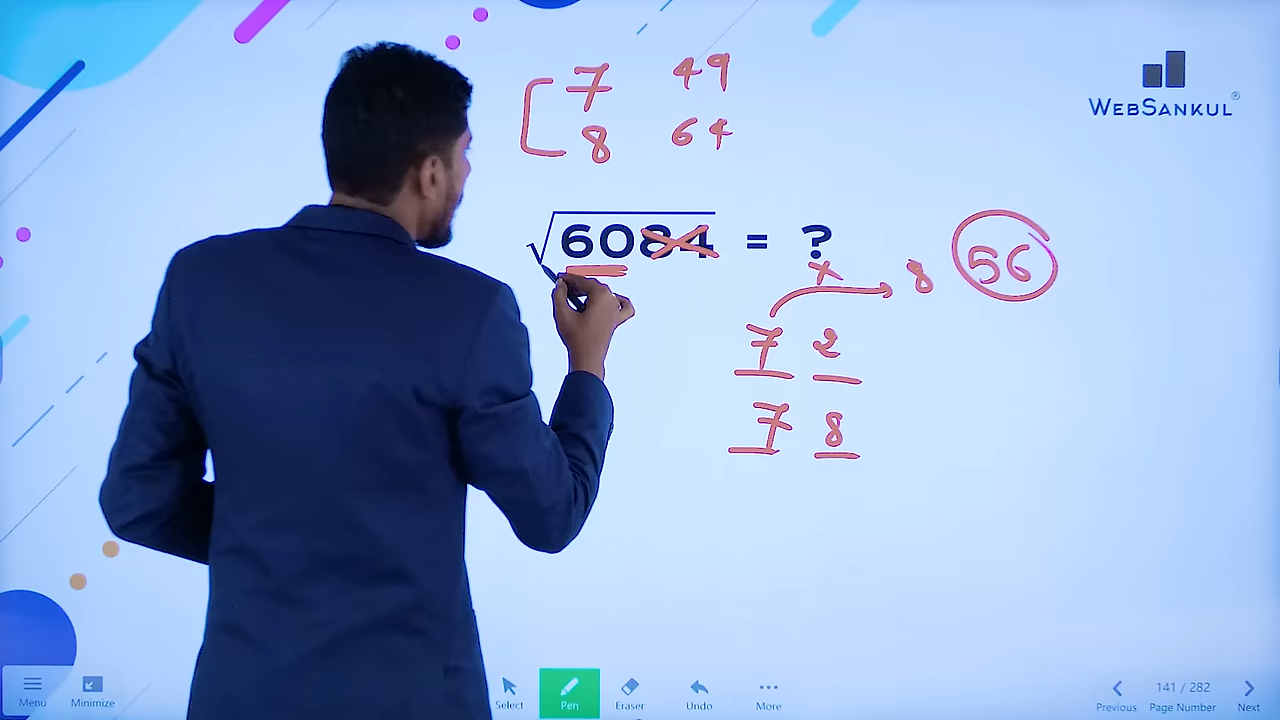 7 49
8 64
WEBSANKUL®
√6084 = ?
x 8 56
7 2
7 8
Menu Minimize Select Pen Eraser Undo More Previous 141 / 282 Page Number Next